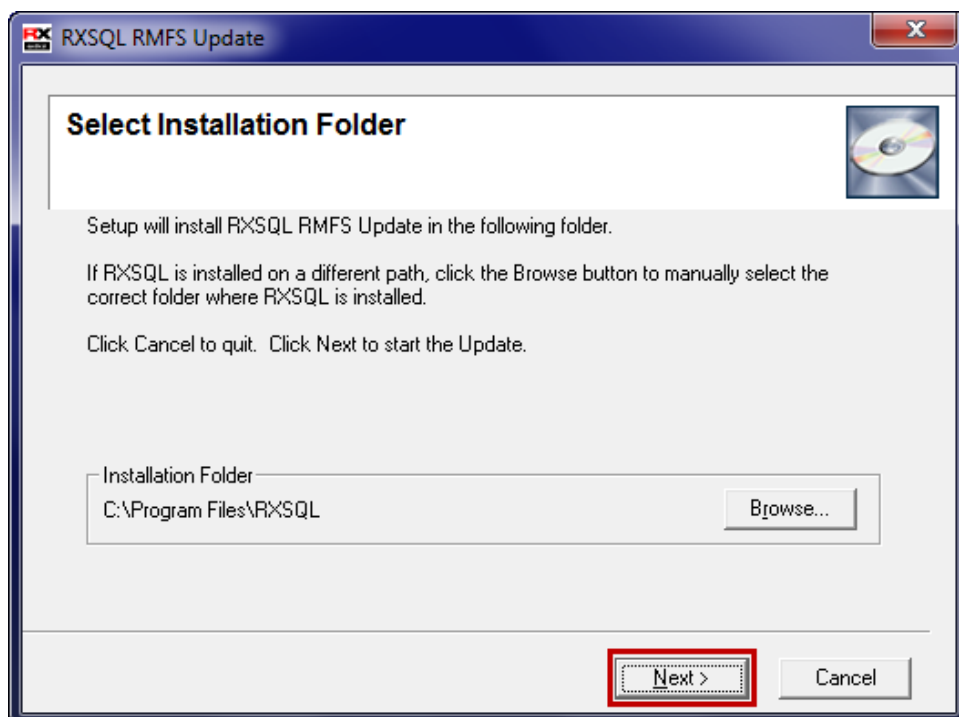 RX
RXSQL RMFS Update
Select Installation Folder
Setup will install RXSQL RMFS Update in the following folder.
If RXSQL is installed on a different path, click the Browse button to manually select the
correct folder where RXSQL is installed.
Click Cancel to quit.  Click Next to start the Update.
Installation Folder
C:\Program Files\RXSQL
Browse...
Next >
Cancel